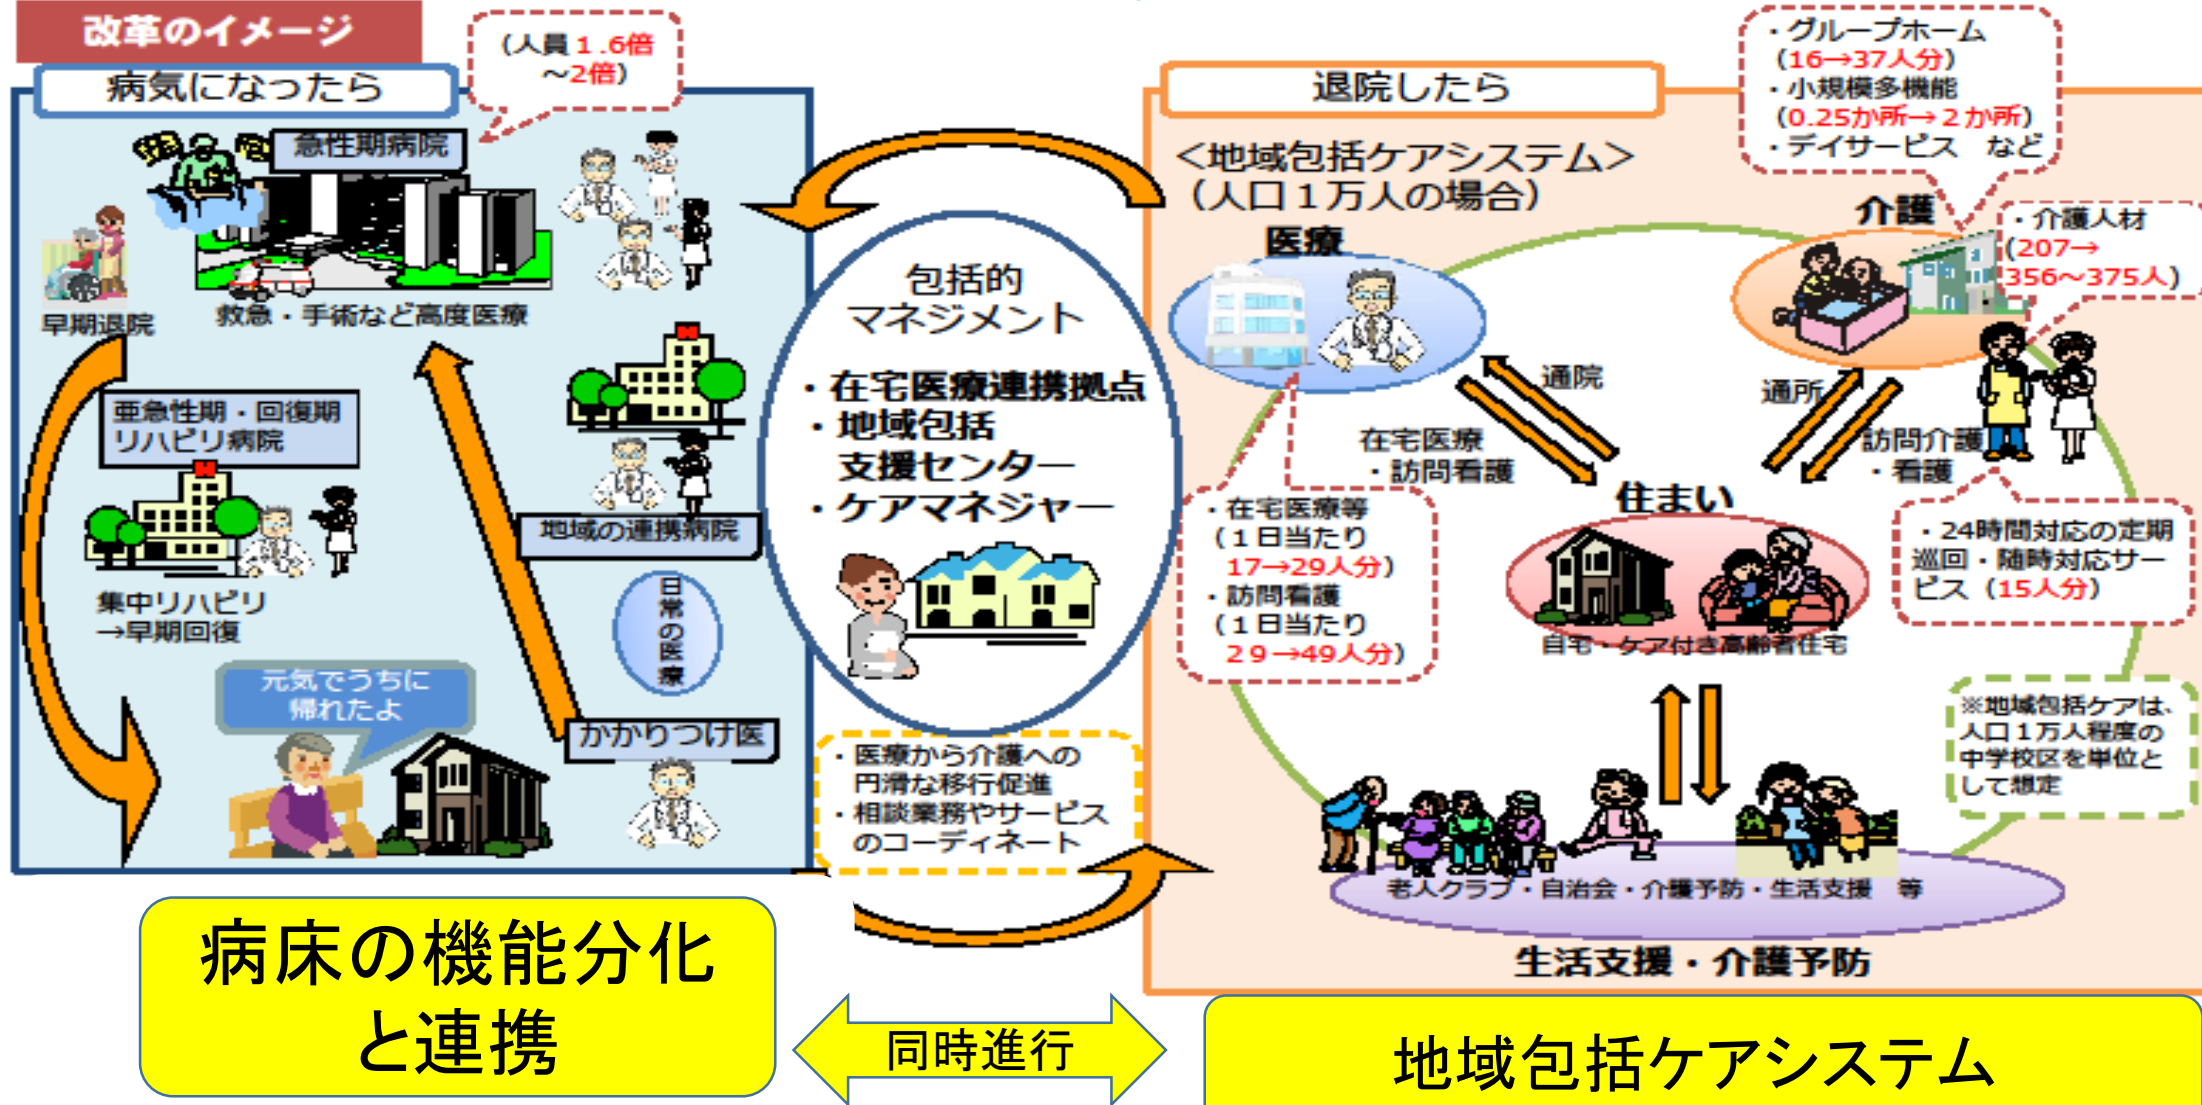 改革のイメージ
病気になったら
(人員1.6倍
～2倍)
急性期病院
早期退院
救急・手術など高度医療
亜急性期・回復期
リハビリ病院
集中リハビリ
→早期回復
地域の連携病院
日常の医療
元気でうちに
帰れたよ
かかりつけ医
包括的
マネジメント
・在宅医療連携拠点
・地域包括
支援センター
・ケアマネジャー
・医療から介護への
円滑な移行促進
・相談業務やサービス
のコーディネート
退院したら
＜地域包括ケアシステム＞
（人口１万人の場合）
・グループホーム
(16→37人分)
・小規模多機能
(0.25か所→２か所)
・デイサービス　など
医療
介護
・介護人材
(207→
356～375人)
通院
在宅医療
・訪問看護
通所
訪問介護
・看護
・在宅医療等
(１日当たり
17→29人分)
・訪問看護
(１日当たり
２９→49人分)
住まい
自宅・ケア付き高齢者住宅
・24時間対応の定期
巡回・随時対応サー
ビス（15人分）
※地域包括ケアは、
人口１万人程度の
中学校区を単位と
して想定
老人クラブ・自治会・介護予防・生活支援　等
生活支援・介護予防
病床の機能分化
と連携
同時進行
地域包括ケアシステム